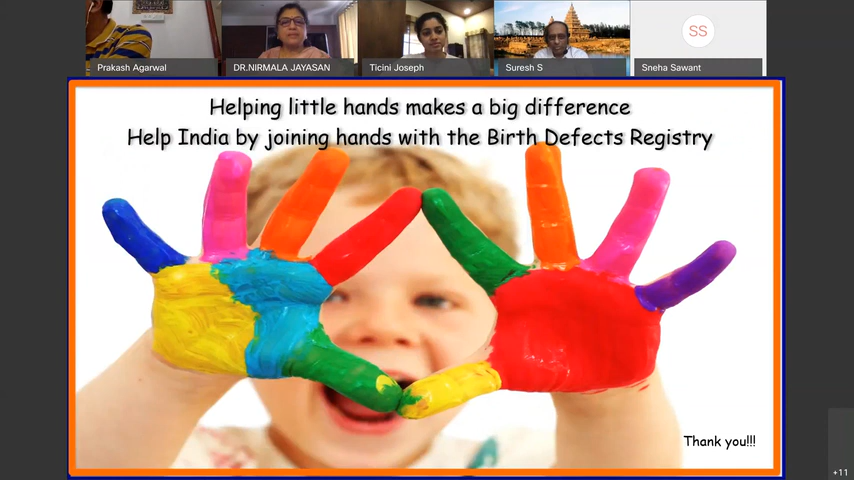 Prakash Agarwal
DR.NIRMALA JAYASAN
Ticini Joseph
Suresh S
SS
Sneha Sawant
Helping little hands makes a big difference
Help India by joining hands with the Birth Defects Registry
Thank you!!!
+11